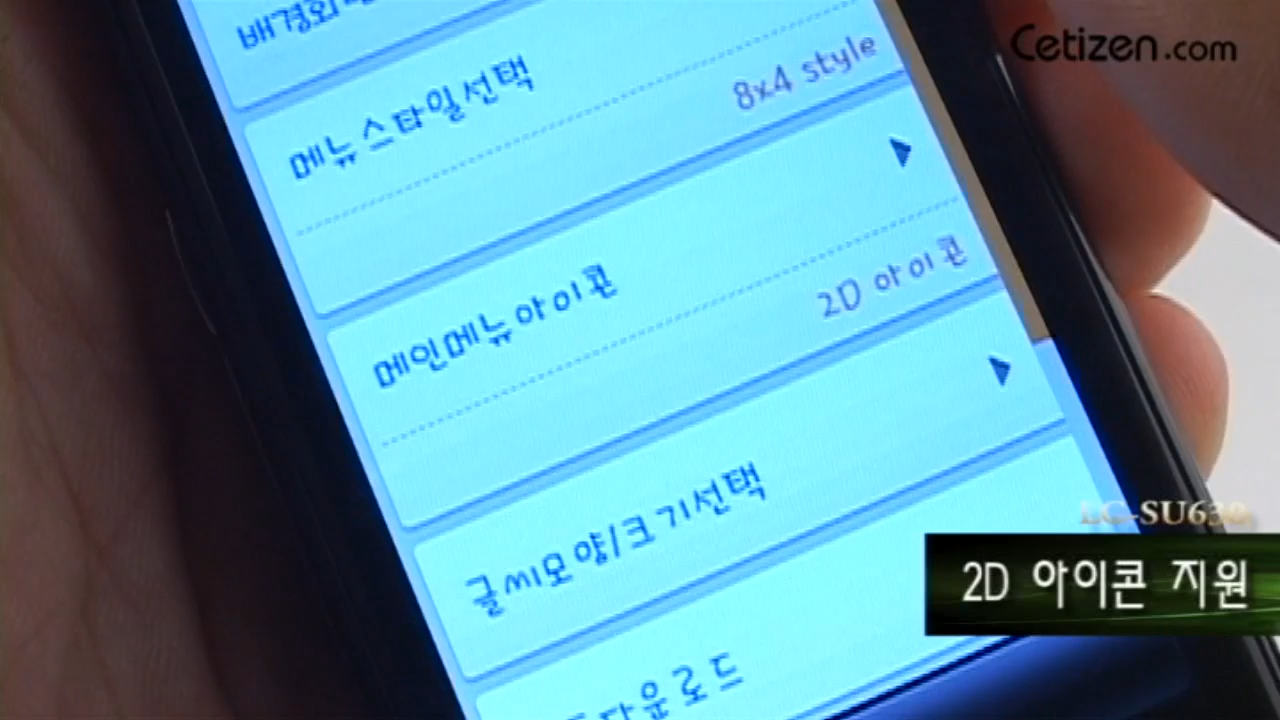 Cetizen.com
메뉴스타일선택
8x4 style
메인메뉴아이콘
2D 아이콘
글씨모양/크기선택
LG-SU630
2D 아이콘 지원
다운로드